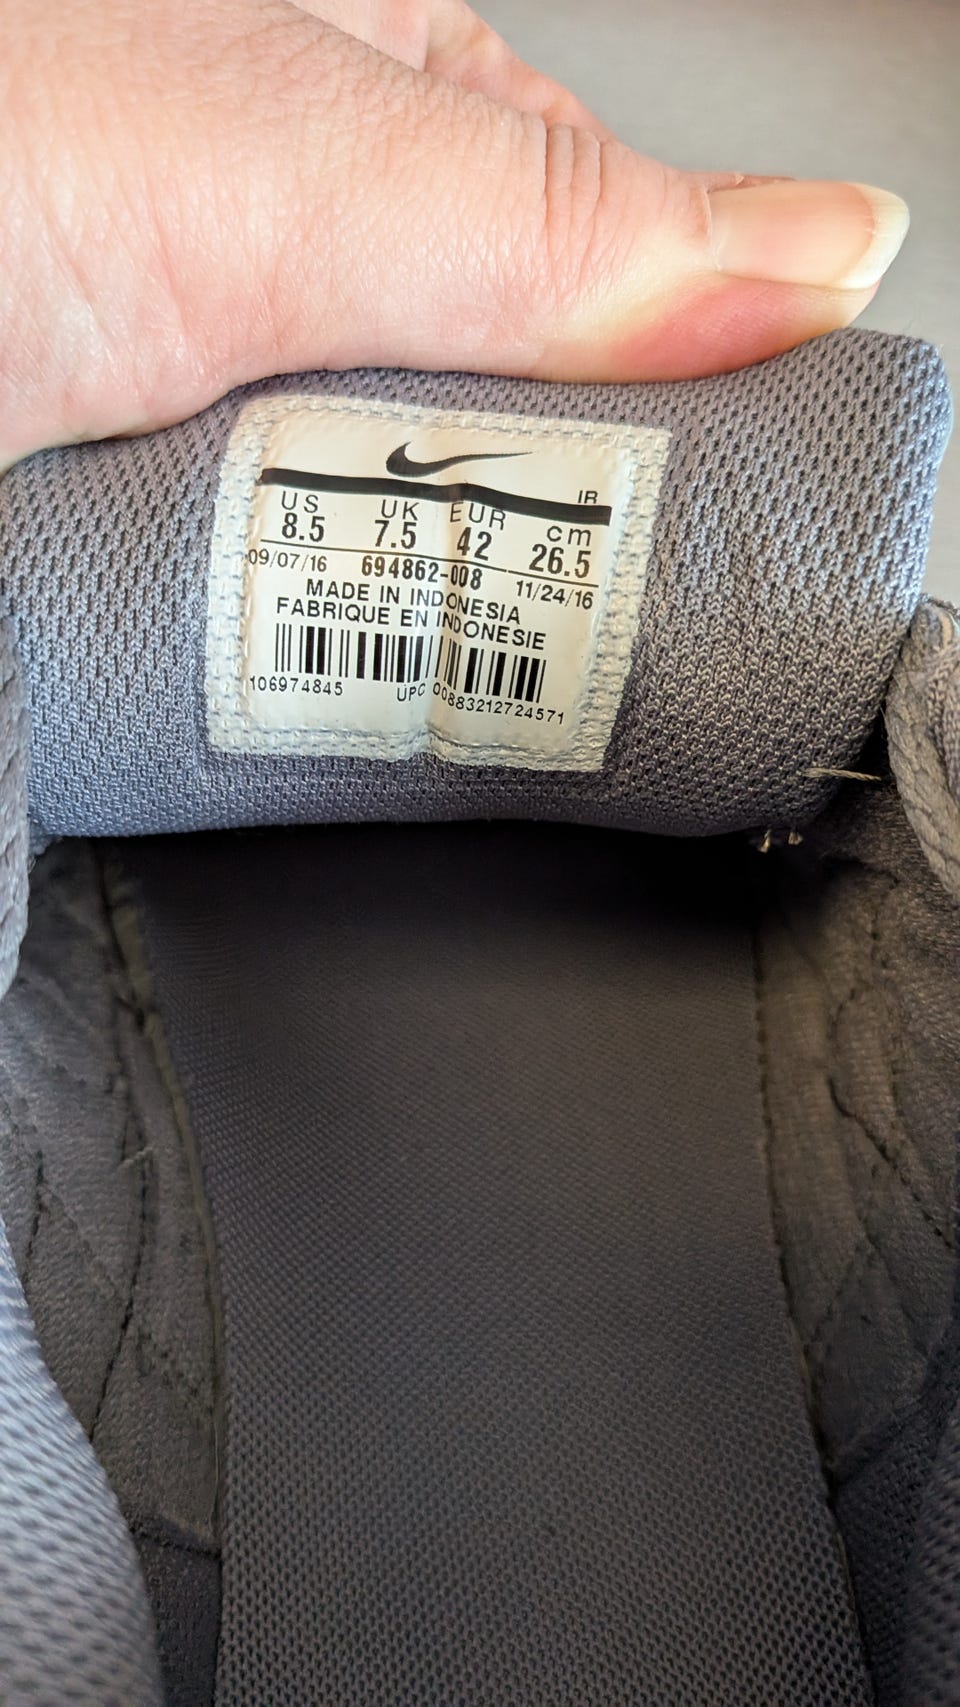 IR
US UK EUR cm
8.5 7.5 42 26.5
09/07/16 694862-008 11/24/16
MADE IN INDONESIA
FABRIQUE EN INDONESIE
106974845 UPC 00883212724571